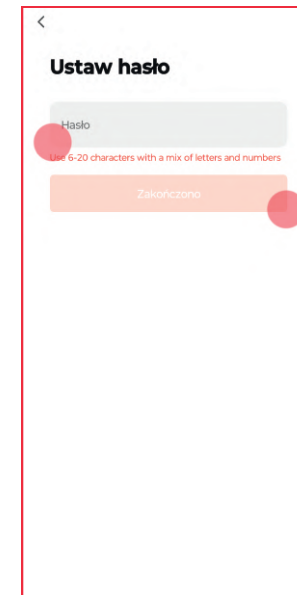 Ustaw hasło
Hasło
Use 6-20 characters with a mix of letters and numbers
Zakończono